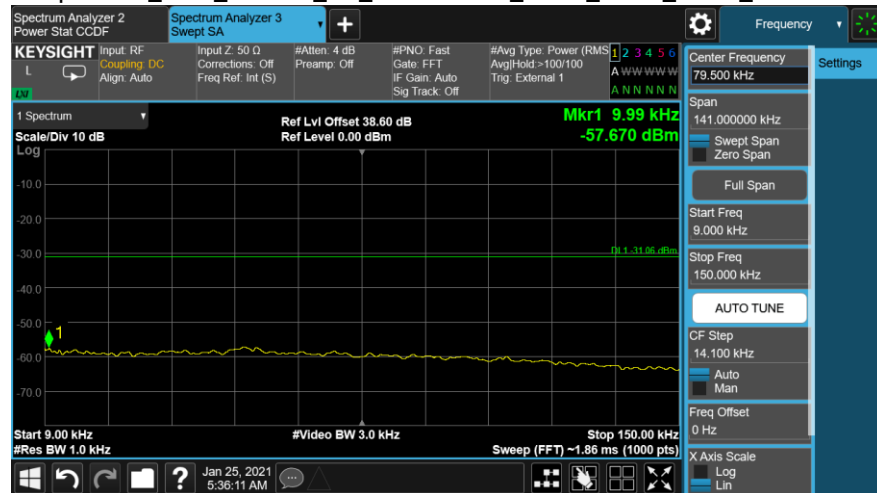 Spectrum Analyzer 2
Power Stat CCDF
Spectrum Analyzer 3
Swept SA
Frequency
KEYSIGHT
L
LXI
Input: RF
Coupling: DC
Align: Auto
Input Z: 50 Ω
Corrections: Off
Freq Ref: Int (S)
#Atten: 4 dB
Preamp: Off
#PNO: Fast
Gate: FFT
IF Gain: Auto
Sig Track: Off
#Avg Type: Power (RMS
Avg|Hold:>100/100
Trig: External 1
1 2 3 4 5 6
A W W W W W
A N N N N N
1 Spectrum
Scale/Div 10 dB
Log
Ref Lvl Offset 38.60 dB
Ref Level 0.00 dBm
Mkr1 9.99 kHz
-57.670 dBm
-10.0
-20.0
-30.0
DL1 -31.06 dBm
-40.0
-50.0
1
-60.0
-70.0
Start 9.00 kHz
#Res BW 1.0 kHz
#Video BW 3.0 kHz
Stop 150.00 kHz
Sweep (FFT) ~1.86 ms (1000 pts)
Center Frequency
79.500 kHz
Settings
Span
141.000000 kHz
Swept Span
Zero Span
Full Span
Start Freq
9.000 kHz
Stop Freq
150.000 kHz
AUTO TUNE
CF Step
14.100 kHz
Auto
Man
Freq Offset
0 Hz
X Axis Scale
Log
Lin
?
Jan 25, 2021
5:36:11 AM